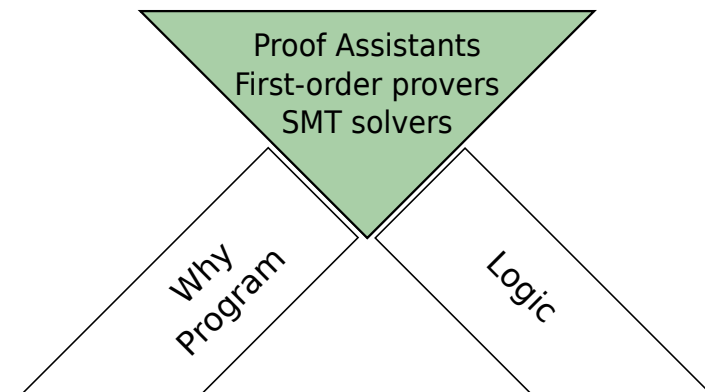 Proof Assistants
First-order provers
SMT solvers
Why
Program
Logic